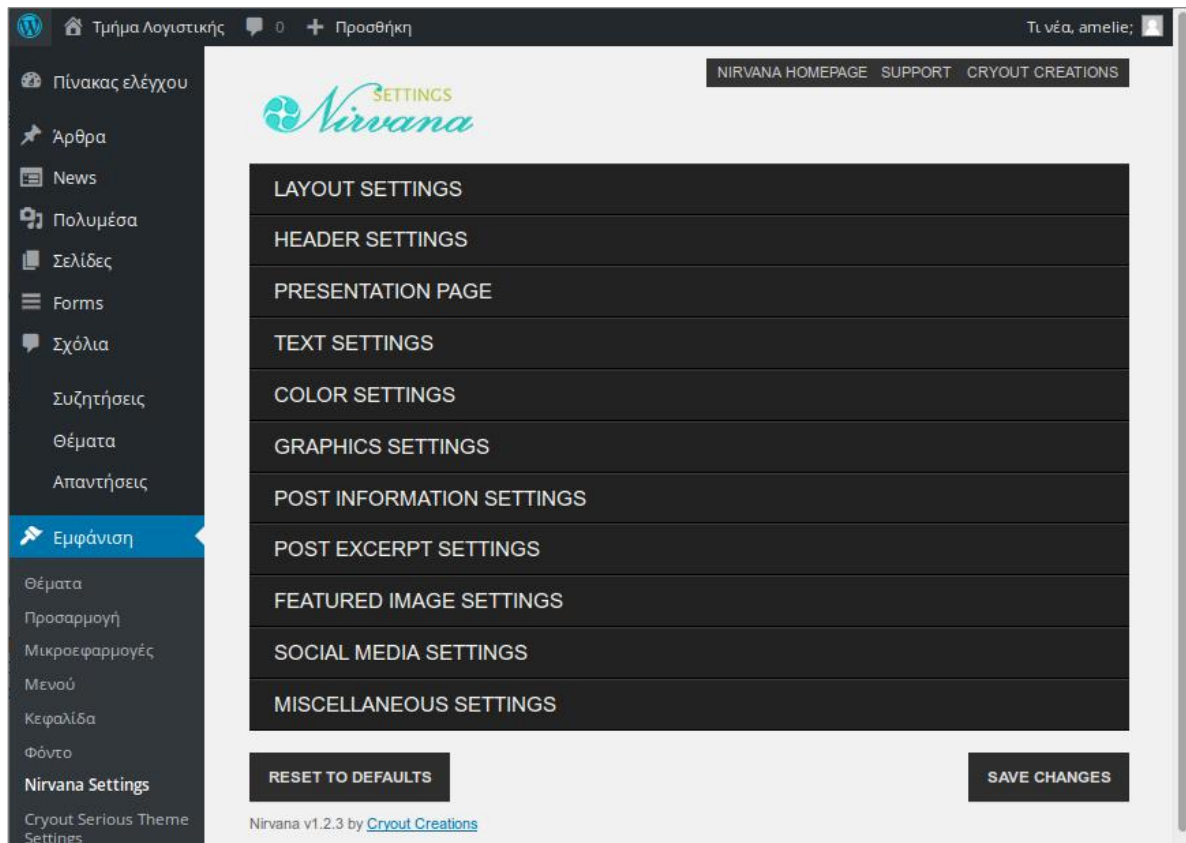 Τμήμα Λογιστικής 0 Προσθήκη Τι νέα, amelie;
Πίνακας ελέγχου
Άρθρα
News
Πολυμέσα
Σελίδες
Forms
Σχόλια
Συζητήσεις
Θέματα
Απαντήσεις
Εμφάνιση
Θέματα
Προσαρμογή
Μικροεφαρμογές
Μενού
Κεφαλίδα
Φόντο
Nirvana Settings
Cryout Serious Theme
Settings
NIRVANA HOMEPAGE SUPPORT CRYOUT CREATIONS
SETTINGS
Nirvana
LAYOUT SETTINGS
HEADER SETTINGS
PRESENTATION PAGE
TEXT SETTINGS
COLOR SETTINGS
GRAPHICS SETTINGS
POST INFORMATION SETTINGS
POST EXCERPT SETTINGS
FEATURED IMAGE SETTINGS
SOCIAL MEDIA SETTINGS
MISCELLANEOUS SETTINGS
RESET TO DEFAULTS SAVE CHANGES
Nirvana v1.2.3 by Cryout Creations